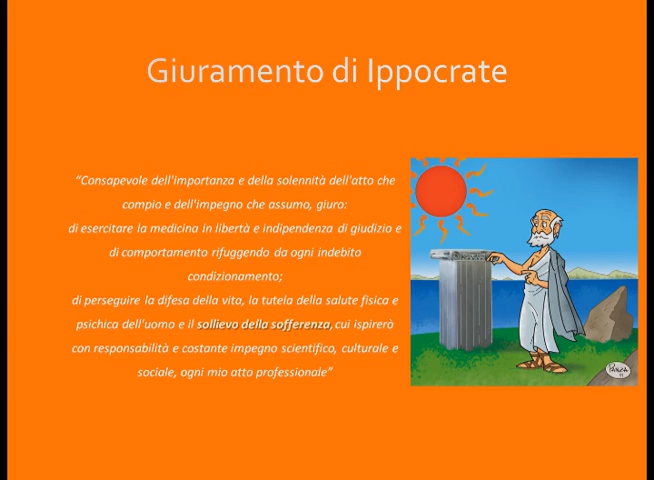 Giuramento di Ippocrate
“Consapevole dell'importanza e della solennità dell'atto che
compio e dell'impegno che assumo, giuro:
di esercitare la medicina in libertà e indipendenza di giudizio e
di comportamento rifuggendo da ogni indebito
condizionamento;
di perseguire la difesa della vita, la tutela della salute fisica e
psichica dell'uomo e il sollievo della sofferenza, cui ispirerò
con responsabilità e costante impegno scientifico, culturale e
sociale, ogni mio atto professionale”